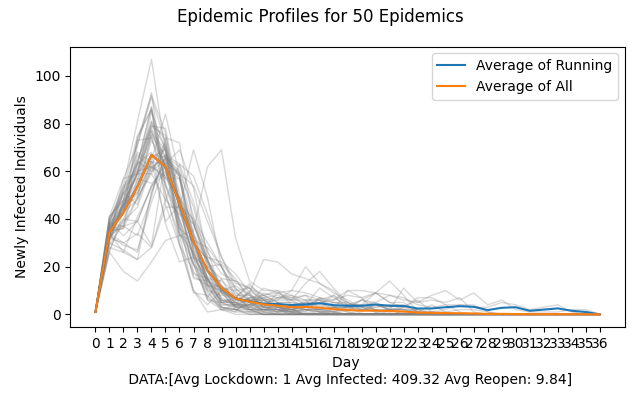 Epidemic Profiles for 50 Epidemics
Average of Running
Average of All
Newly Infected Individuals
100
80
60
40
20
0
0 1 2 3 4 5 6 7 8 9 10 11 12 13 14 15 16 17 18 19 20 21 22 23 24 25 26 27 28 29 30 31 32 33 34 35 36
Day
DATA:[Avg Lockdown: 1 Avg Infected: 409.32 Avg Reopen: 9.84]